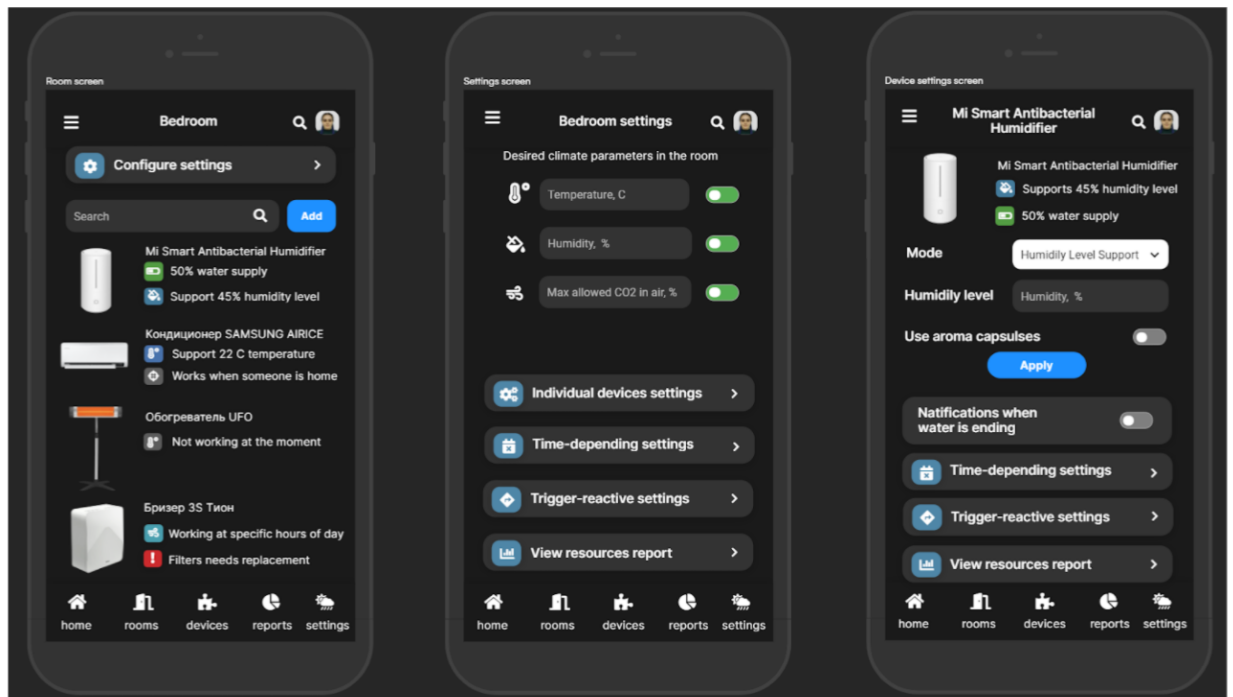 Room screen
Bedroom
Configure settings
Search
Add
Mi Smart Antibacterial Humidifier
50% water supply
Support 45% humidity level
Кондиционер SAMSUNG AIRICE
Support 22 C temperature
Works when someone is home
Обогреватель UFO
Not working at the moment
Бризер 3S Тион
Working at specific hours of day
Filters needs replacement
home rooms devices reports settings
Settings screen
Bedroom settings
Desired climate parameters in the room
Temperature, C
Humidity, %
Max allowed CO2 in air, %
Individual devices settings
Time-depending settings
Trigger-reactive settings
View resources report
home rooms devices reports settings
Device settings screen
Mi Smart Antibacterial
Humidifier
Mi Smart Antibacterial Humidifier
Supports 45% humidity level
50% water supply
Mode
Humidily Level Support
Humidily level
Humidity, %
Use aroma capsulses
Apply
Natifications when
water is ending
Time-depending settings
Trigger-reactive settings
View resources report
home rooms devices reports settings